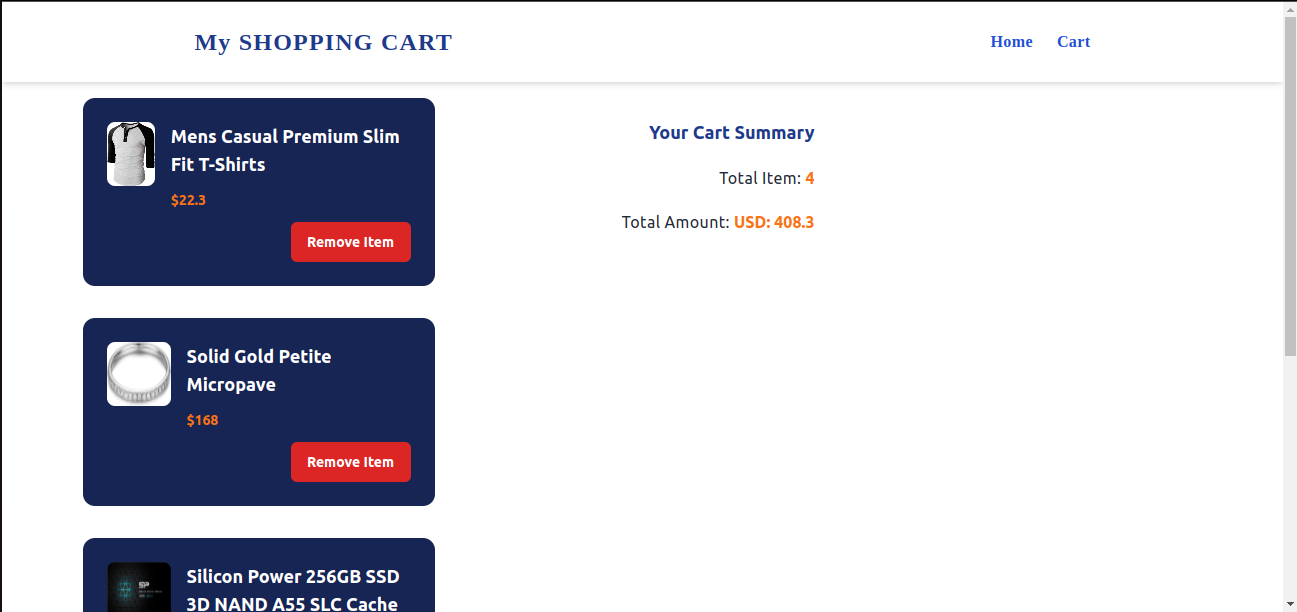 My SHOPPING CART
Home
Cart
Mens Casual Premium Slim
Fit T-Shirts
$22.3
Remove Item
Solid Gold Petite
Micropave
$168
Remove Item
Silicon Power 256GB SSD
3D NAND A55 SLC Cache
Your Cart Summary
Total Item: 4
Total Amount: USD: 408.3